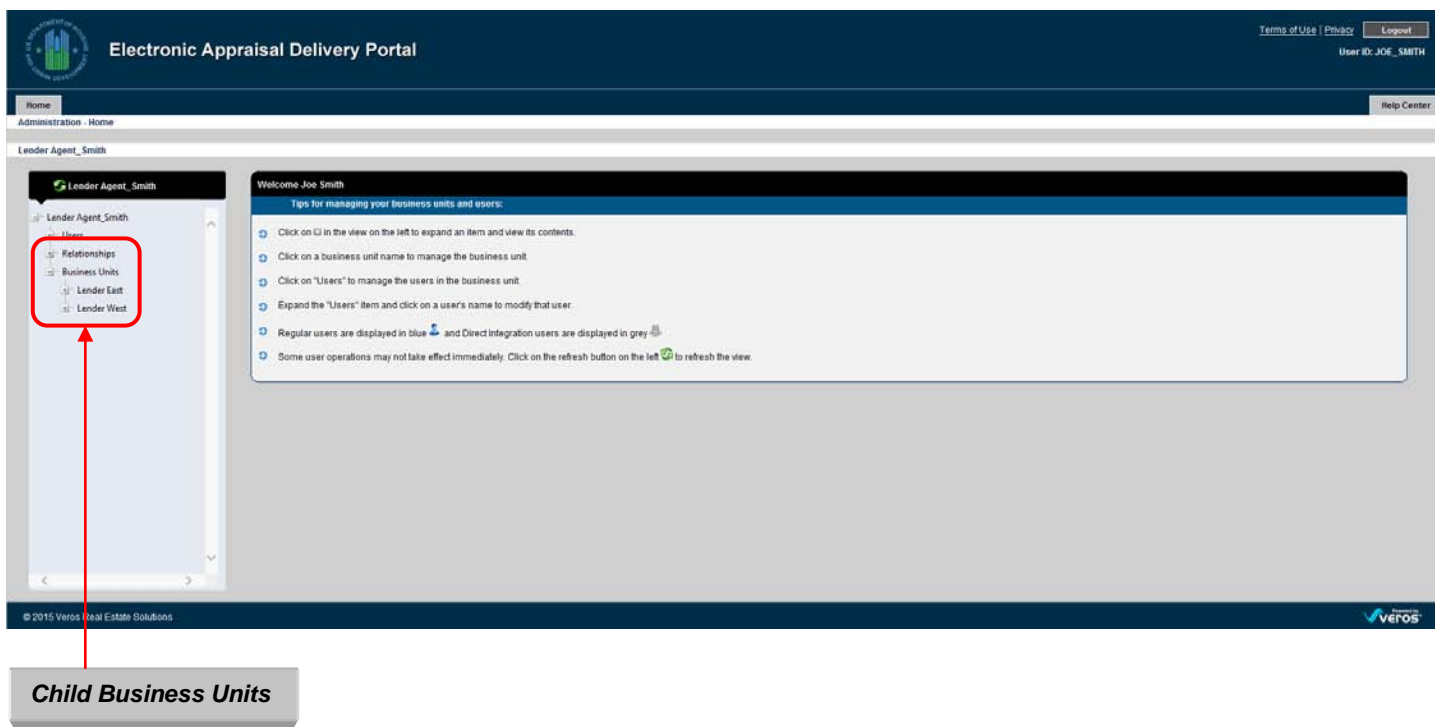 Terms of Use | Privacy Logout
Electronic Appraisal Delivery Portal
User ID: JOE_SMITH
Home
Help Center
Administration - Home
Lender Agent_Smith
Lender Agent_Smith
Lender Agent_Smith
Users
Relationships
Business Units
Lender East
Lender West
Welcome Joe Smith
Tips for managing your business units and users:
Click on in the view on the left to expand an item and view its contents.
Click on a business unit name to manage the business unit.
Click on "Users" to manage the users in the business unit.
Expand the "Users" item and click on a user's name to modify that user.
Regular users are displayed in blue and Direct Integration users are displayed in grey
Some user operations may not take effect immediately. Click on the refresh button on the left to refresh the view.
© 2015 Veros Real Estate Solutions
Powered by
veros
Child Business Units